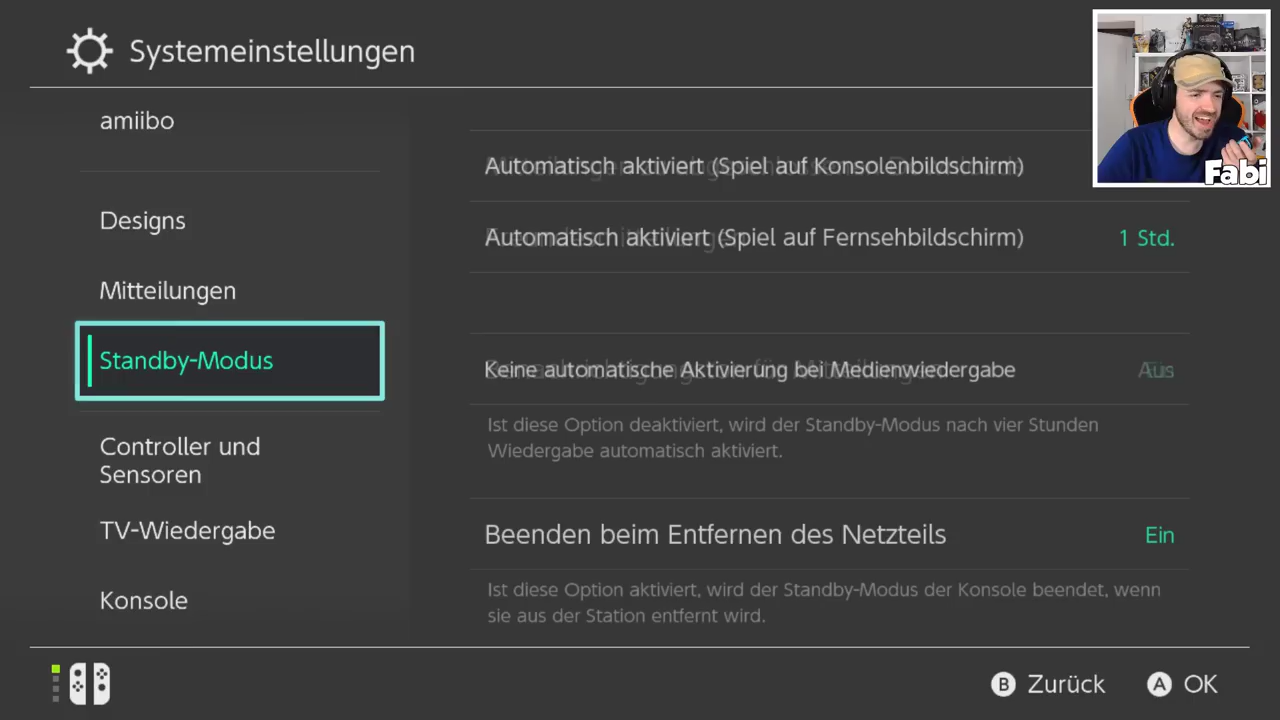 Systemeinstellungen
amiibo
Designs
Mitteilungen
Standby-Modus
Controller und
Sensoren
TV-Wiedergabe
Konsole
Automatisch aktiviert (Spiel auf Konsolenbildschirm)
Automatisch aktiviert (Spiel auf Fernsehbildschirm)
1 Std.
Keine automatische Aktivierung bei Medienwiedergabe
Aus
Ist diese Option deaktiviert, wird der Standby-Modus nach vier Stunden
Wiedergabe automatisch aktiviert.
Beenden beim Entfernen des Netzteils
Ein
Ist diese Option aktiviert, wird der Standby-Modus der Konsole beendet, wenn
sie aus der Station entfernt wird.
Fabi
B Zurück
A OK